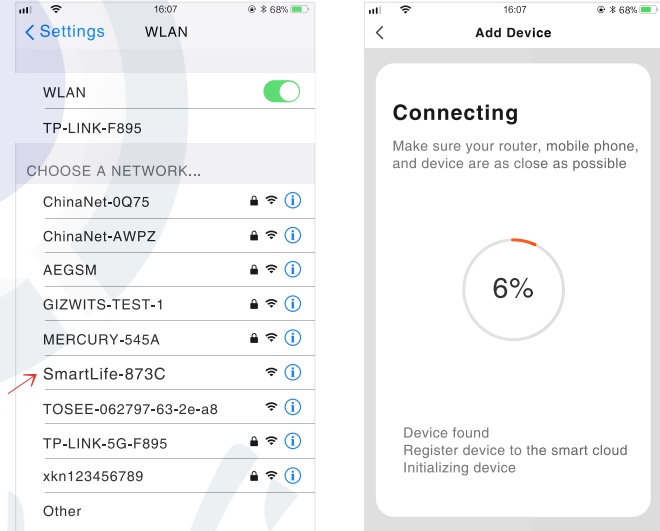 16:07
68%
Settings
WLAN
WLAN
TP-LINK-F895
CHOOSE A NETWORK...
ChinaNet-0Q75
ChinaNet-AWPZ
AEGSM
GIZWITS-TEST-1
MERCURY-545A
SmartLife-873C
TOSEE-062797-63-2e-a8
TP-LINK-5G-F895
xkn123456789
Other
16:07
68%
Add Device
Connecting
Make sure your router, mobile phone,
and device are as close as possible
6%
Device found
Register device to the smart cloud
Initializing device